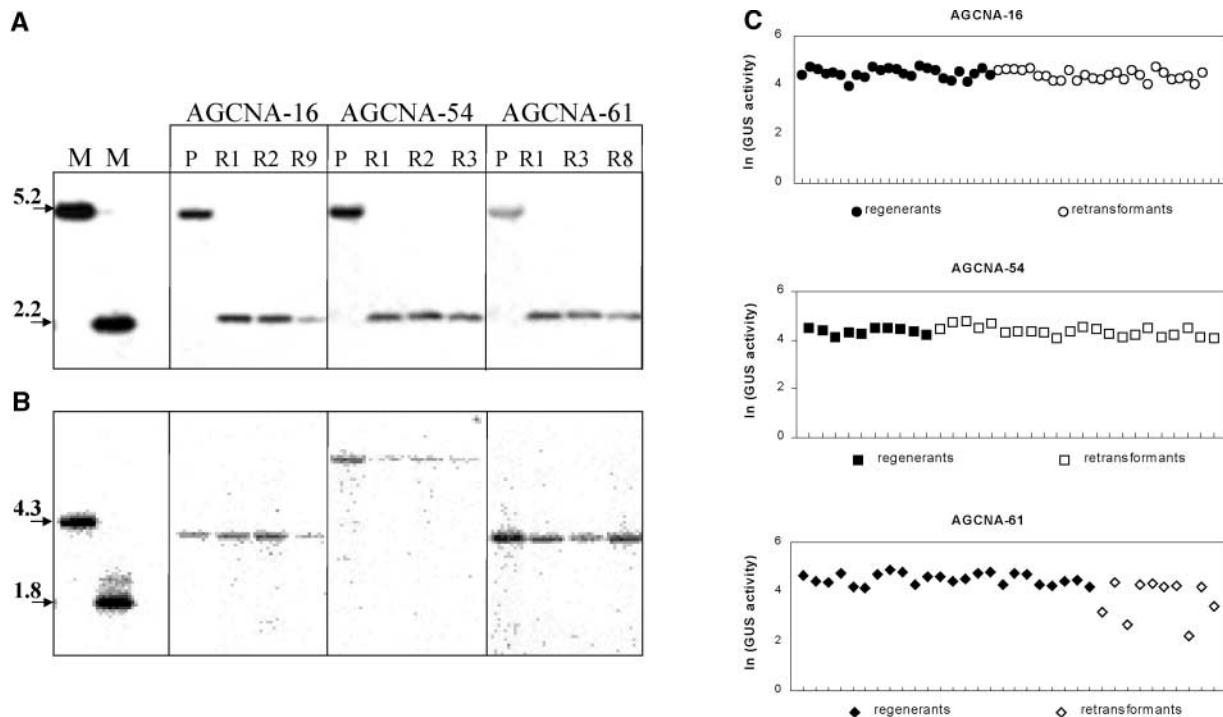 A
AGCNA-16 AGCNA-54 AGCNA-61
M M P R1 R2 R9 P R1 R2 R3 P R1 R3 R8
5.2
2.2
B
4.3
1.8
C
AGCNA-16
6
4
2
0
ln (GUS activity)
regenerants retransformants
AGCNA-54
6
4
2
0
ln (GUS activity)
regenerants retransformants
AGCNA-61
6
4
2
0
ln (GUS activity)
regenerants retransformants